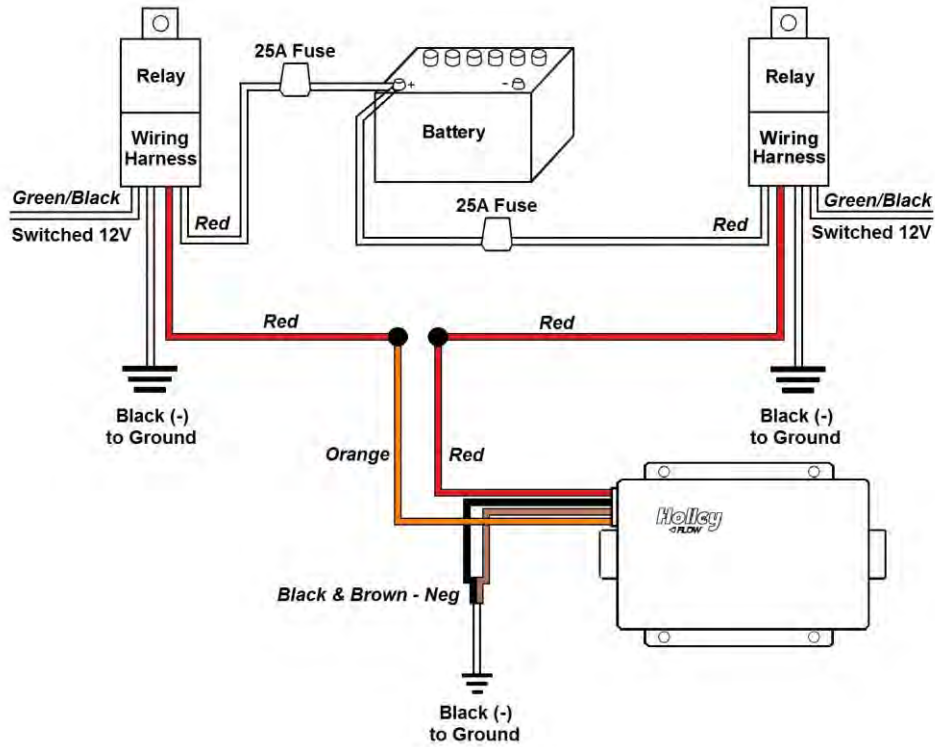 25A Fuse
Relay
Wiring
Harness
Green/Black
Switched 12V
Red
+
-
Battery
25A Fuse
Red
Relay
Wiring
Harness
Green/Black
Switched 12V
Red
Red
Black (-)
to Ground
Black (-)
to Ground
Orange
Red
Holley
FLOW
Black & Brown - Neg
Black (-)
to Ground